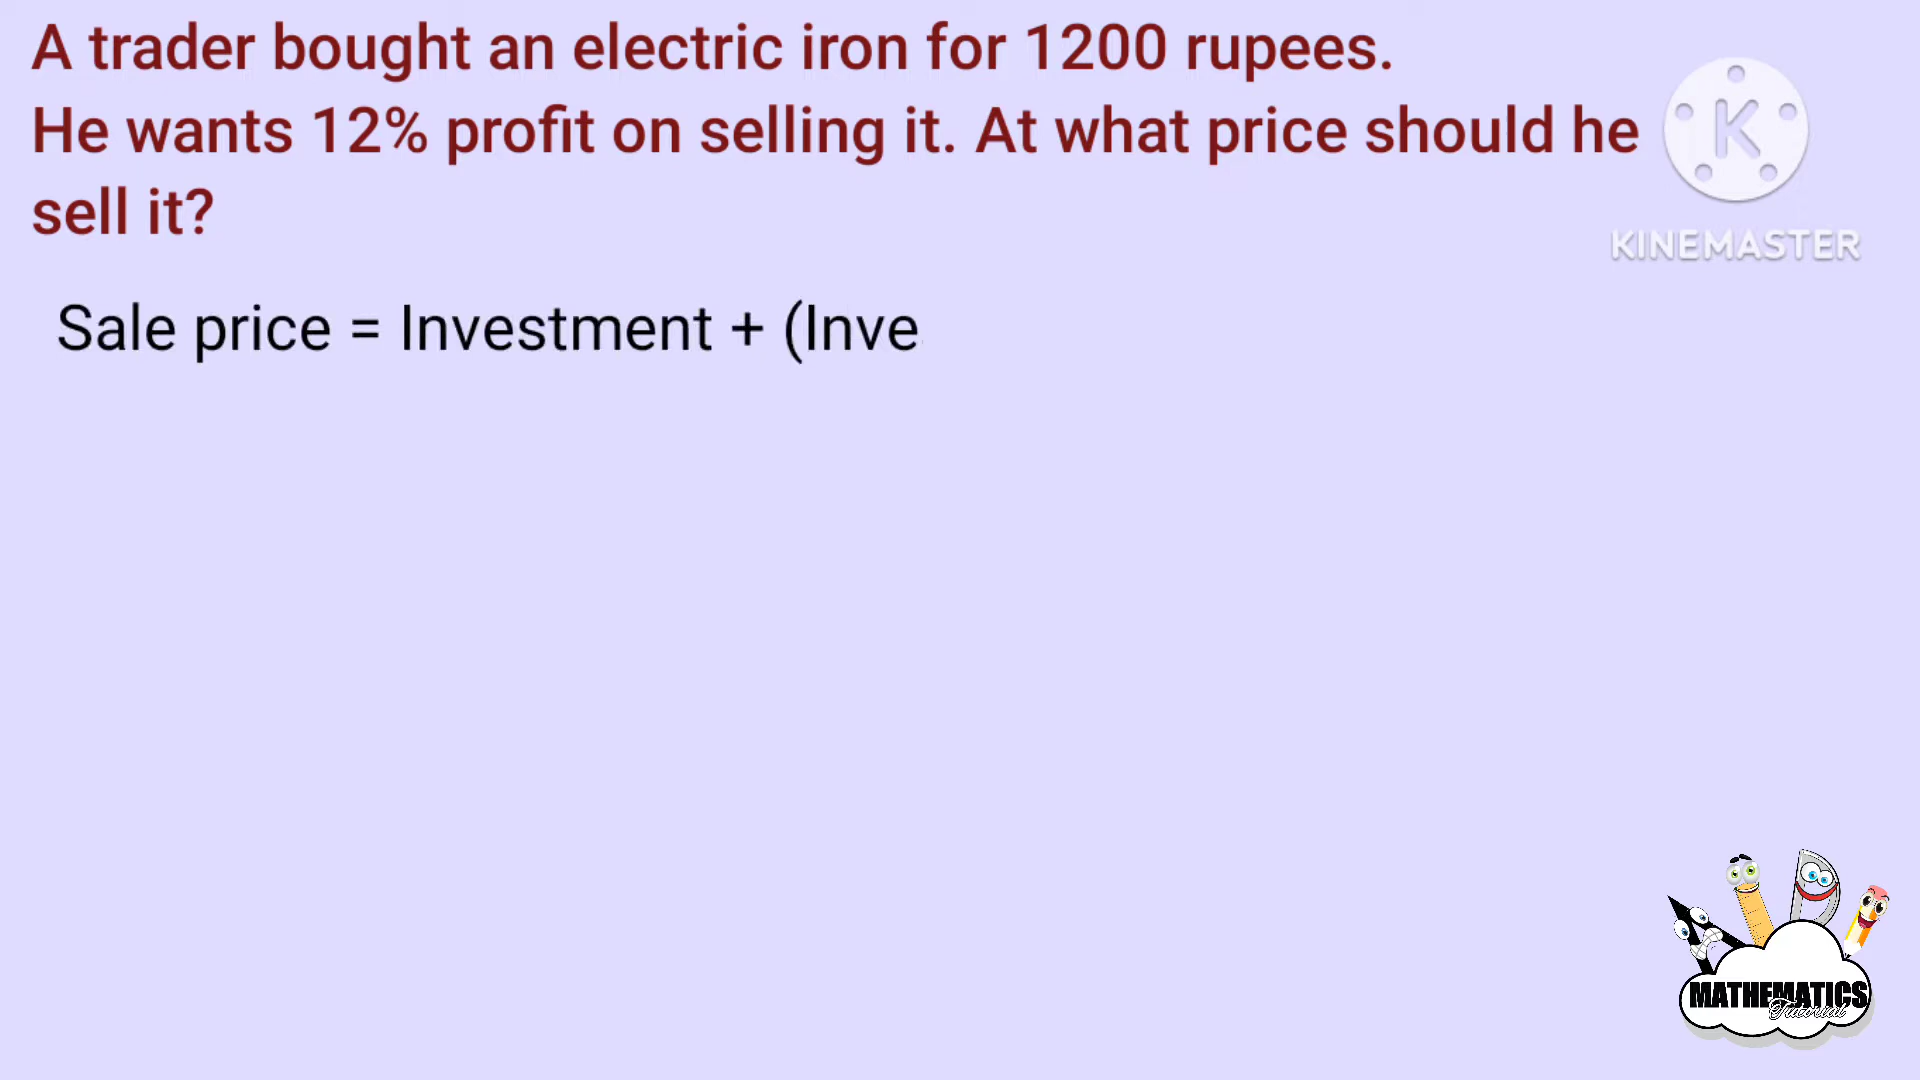 A trader bought an electric iron for 1200 rupees.
He wants 12% profit on selling it. At what price should he
sell it?
K
KINEMASTER
Sale price = Investment + (Inve
MATHEMATICS
Tutorial